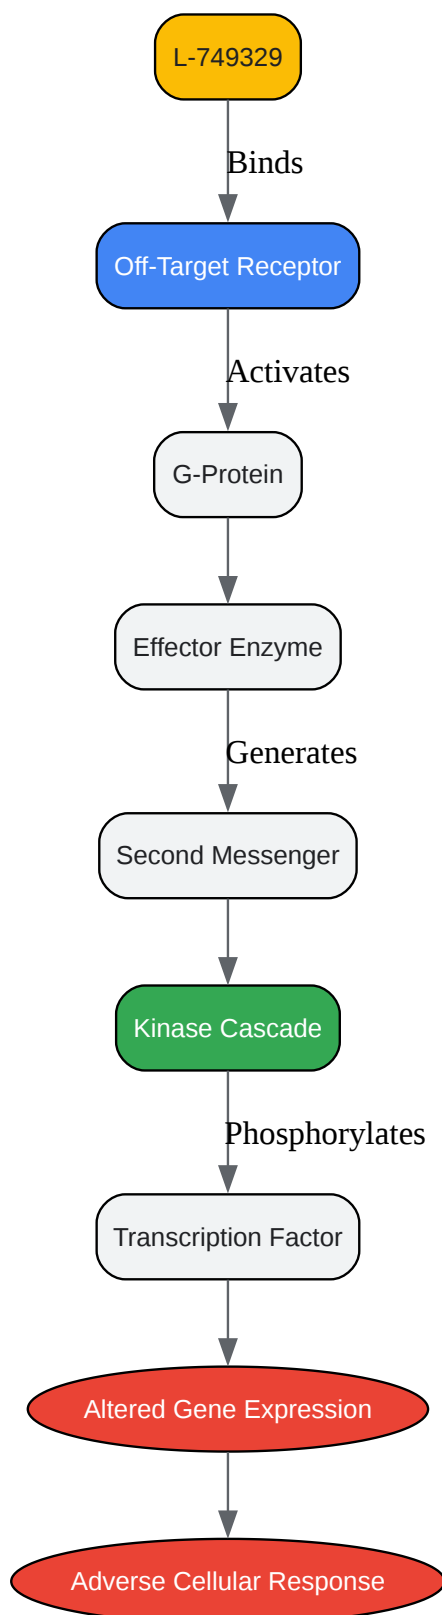 L-749329
Binds
Off-Target Receptor
Activates
G-Protein
Effector Enzyme
Generates
Second Messenger
Kinase Cascade
Phosphorylates
Transcription Factor
Altered Gene Expression
Adverse Cellular Response